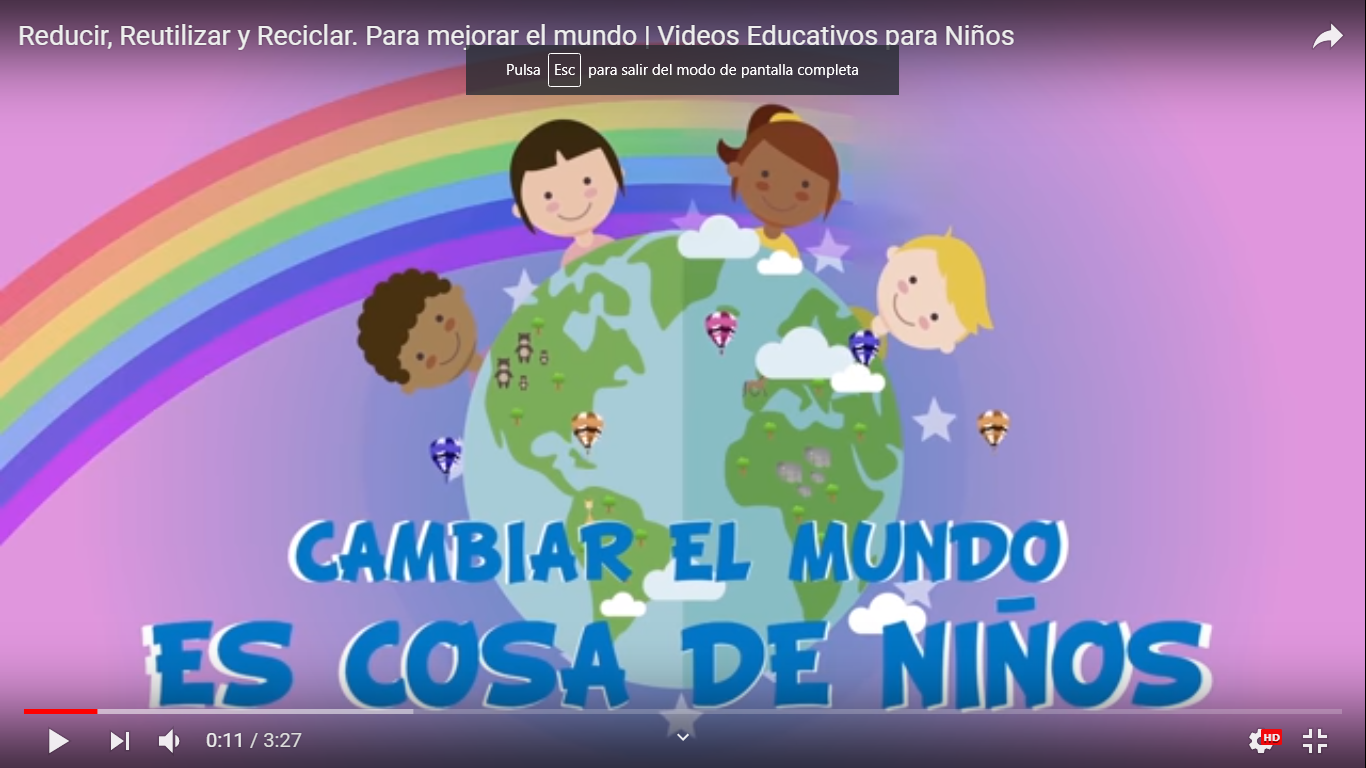 Reducir, Reutilizar y Reciclar. Para mejorar el mundo | Videos Educativos para Niños
Pulsa Esc para salir del modo de pantalla completa
CAMBIAR EL MUNDO
ES COSA DE NIÑOS
0:11 / 3:27
HD